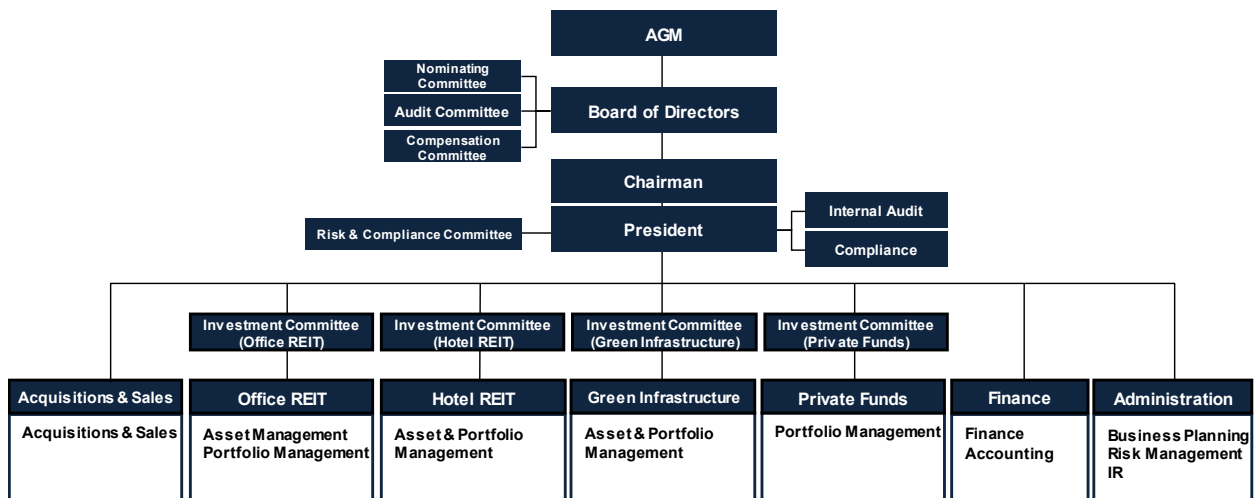 AGM
Nominating
Committee
Audit Committee
Compensation
Committee
Board of Directors
Chairman
President
Risk & Compliance Committee
Internal Audit
Compliance
Investment Committee
(Office REIT)
Investment Committee
(Hotel REIT)
Investment Committee
(Green Infrastructure)
Investment Committee
(Private Funds)
Acquisitions & Sales
Acquisitions & Sales
Office REIT
Asset Management
Portfolio Management
Hotel REIT
Asset & Portfolio
Management
Green Infrastructure
Asset & Portfolio
Management
Private Funds
Portfolio Management
Finance
Finance
Accounting
Administration
Business Planning
Risk Management
IR